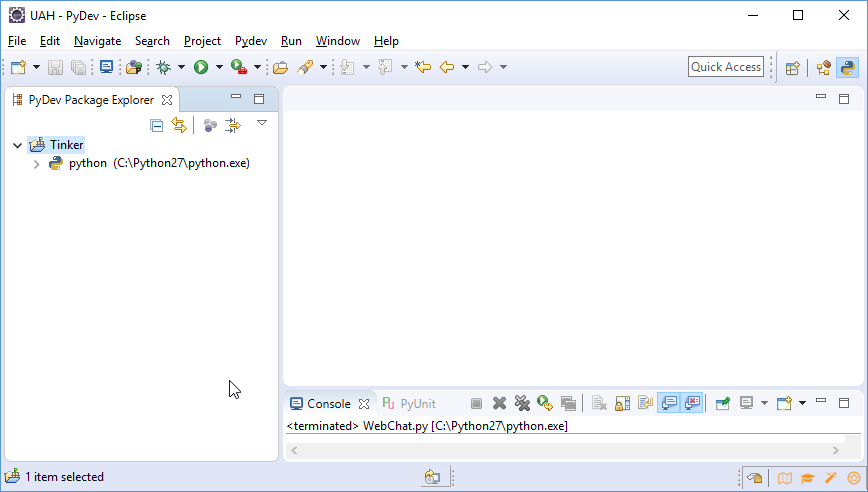 UAH - PyDev - Eclipse
File Edit Navigate Search Project Pydev Run Window Help
Quick Access
PyDev Package Explorer
Tinker
python (C:\Python27\python.exe)
Console PyUnit
<terminated> WebChat.py [C:\Python27\python.exe]
1 item selected